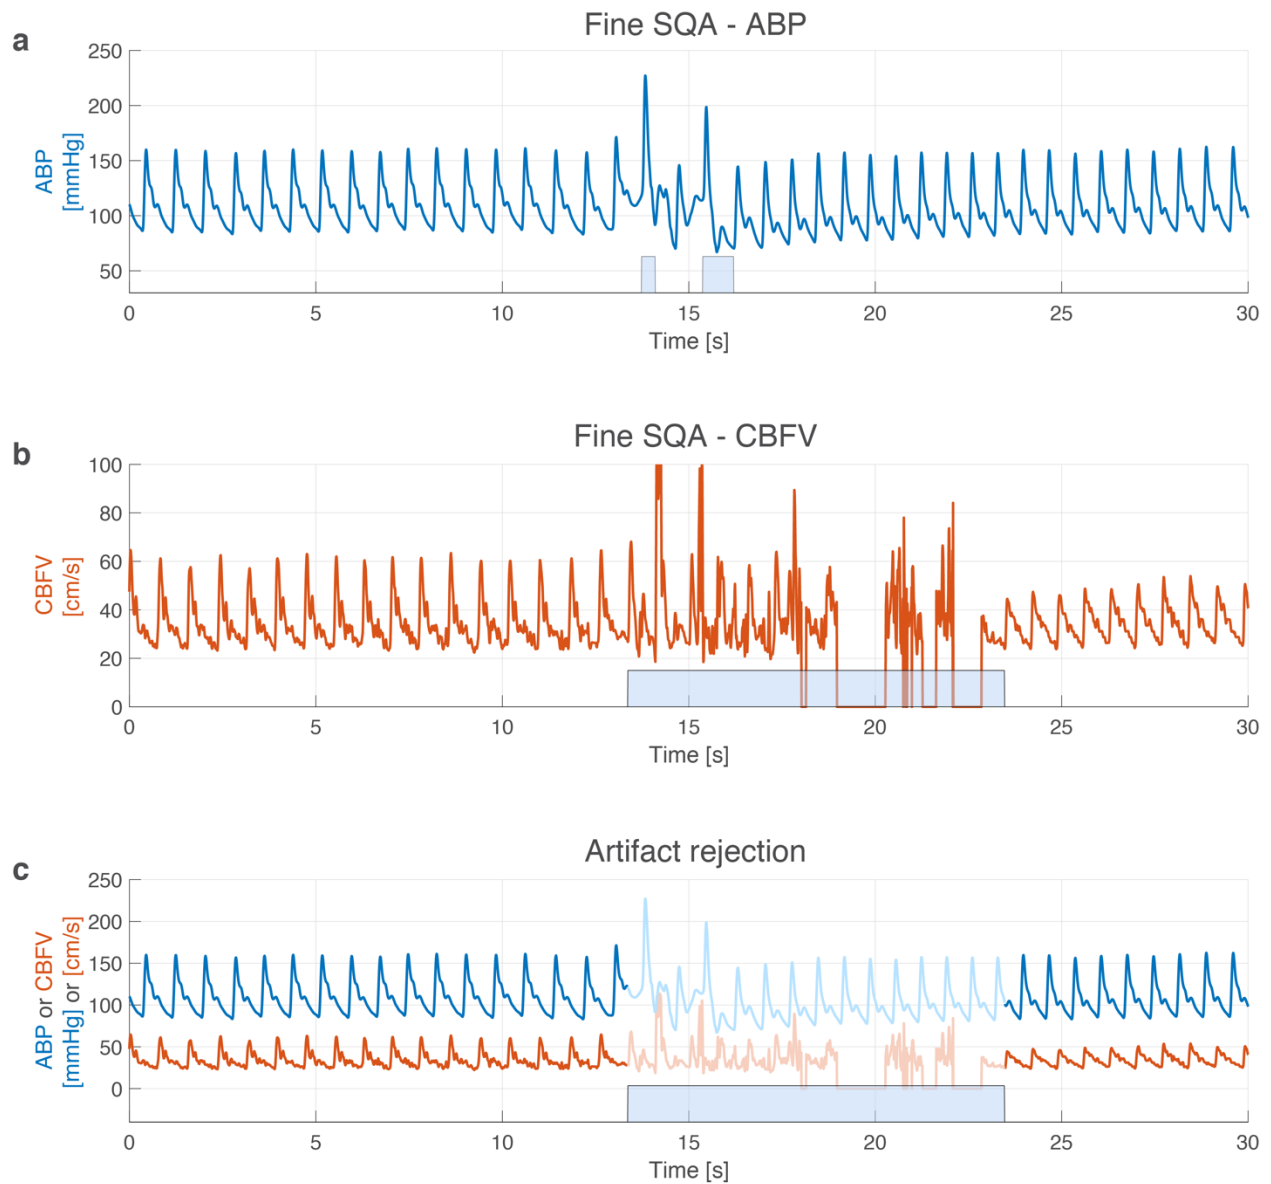 a
Fine SQA - ABP
ABP
[mmHg]
250
200
150
100
50
0 5 10 15 20 25 30
Time [s]
b
Fine SQA - CBFV
CBFV
[cm/s]
100
80
60
40
20
0
0 5 10 15 20 25 30
Time [s]
c
Artifact rejection
ABP or CBFV
[mmHg] or [cm/s]
250
200
150
100
50
0
0 5 10 15 20 25 30
Time [s]